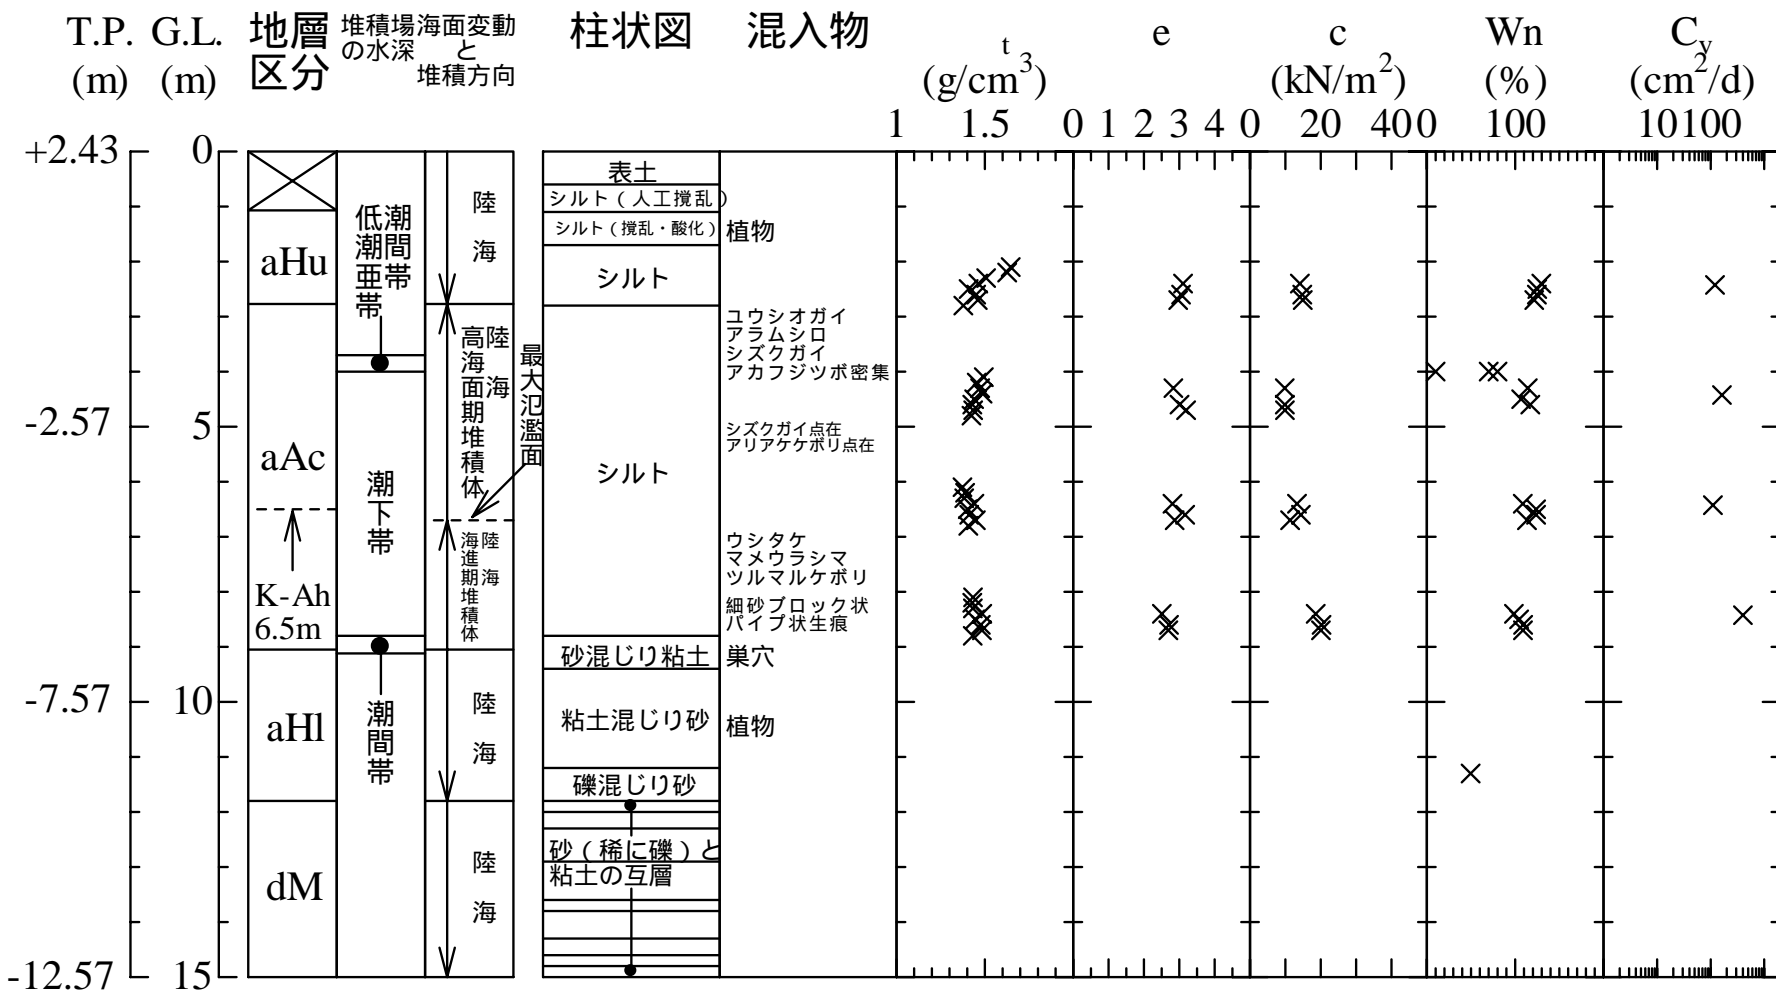 T.P.
(m)
G.L.
(m)
地層
区分
堆積場
の水深
海面変動
と
堆積方向
柱状図
混入物
t
(g/cm3)
e
c
(kN/m2)
Wn
(%)
Cv
(cm2/d)
1 1.5
0 1 2 3 4
0 20 40
0 100
10 100
+2.43
-2.57
-7.57
-12.57
0
5
10
15
aHu
aAc
K-Ah
6.5m
aHl
dM
低潮亜帯
潮間帯
潮下帯
潮間帯
陸
海
高海面期堆積体
陸
海
最大氾濫面
海進期堆積体
陸
海
陸
海
陸
海
表土
シルト（人工撹乱）
シルト（撹乱・酸化）
シルト
シルト
砂混じり粘土
粘土混じり砂
礫混じり砂
砂（稀に礫）と
粘土の互層
植物
ユウシオガイ
アラムシロ
シズクガイ
アカフジツボ密集
シズクガイ点在
アリアケケボリ点在
ウシタケ
マメウラシマ
ツルマルケボリ
細砂ブロック状
パイプ状生痕
巣穴
植物